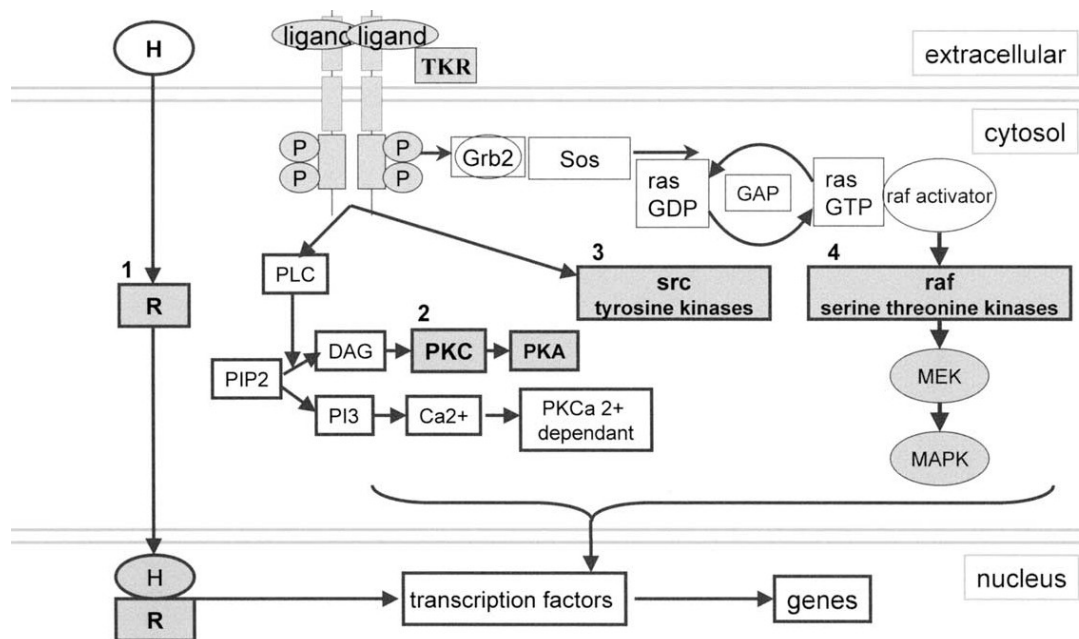 H
ligand
ligand
TKR
extracellular
cytosol
P
P
P
P
Grb2
Sos
ras
GDP
GAP
ras
GTP
raf activator
1
R
PLC
3
src
tyrosine kinases
4
raf
serine threonine kinases
2
PIP2
DAG
PKC
PKA
PI3
Ca2+
PKCa 2+
dependant
MEK
MAPK
H
R
transcription factors
genes
nucleus